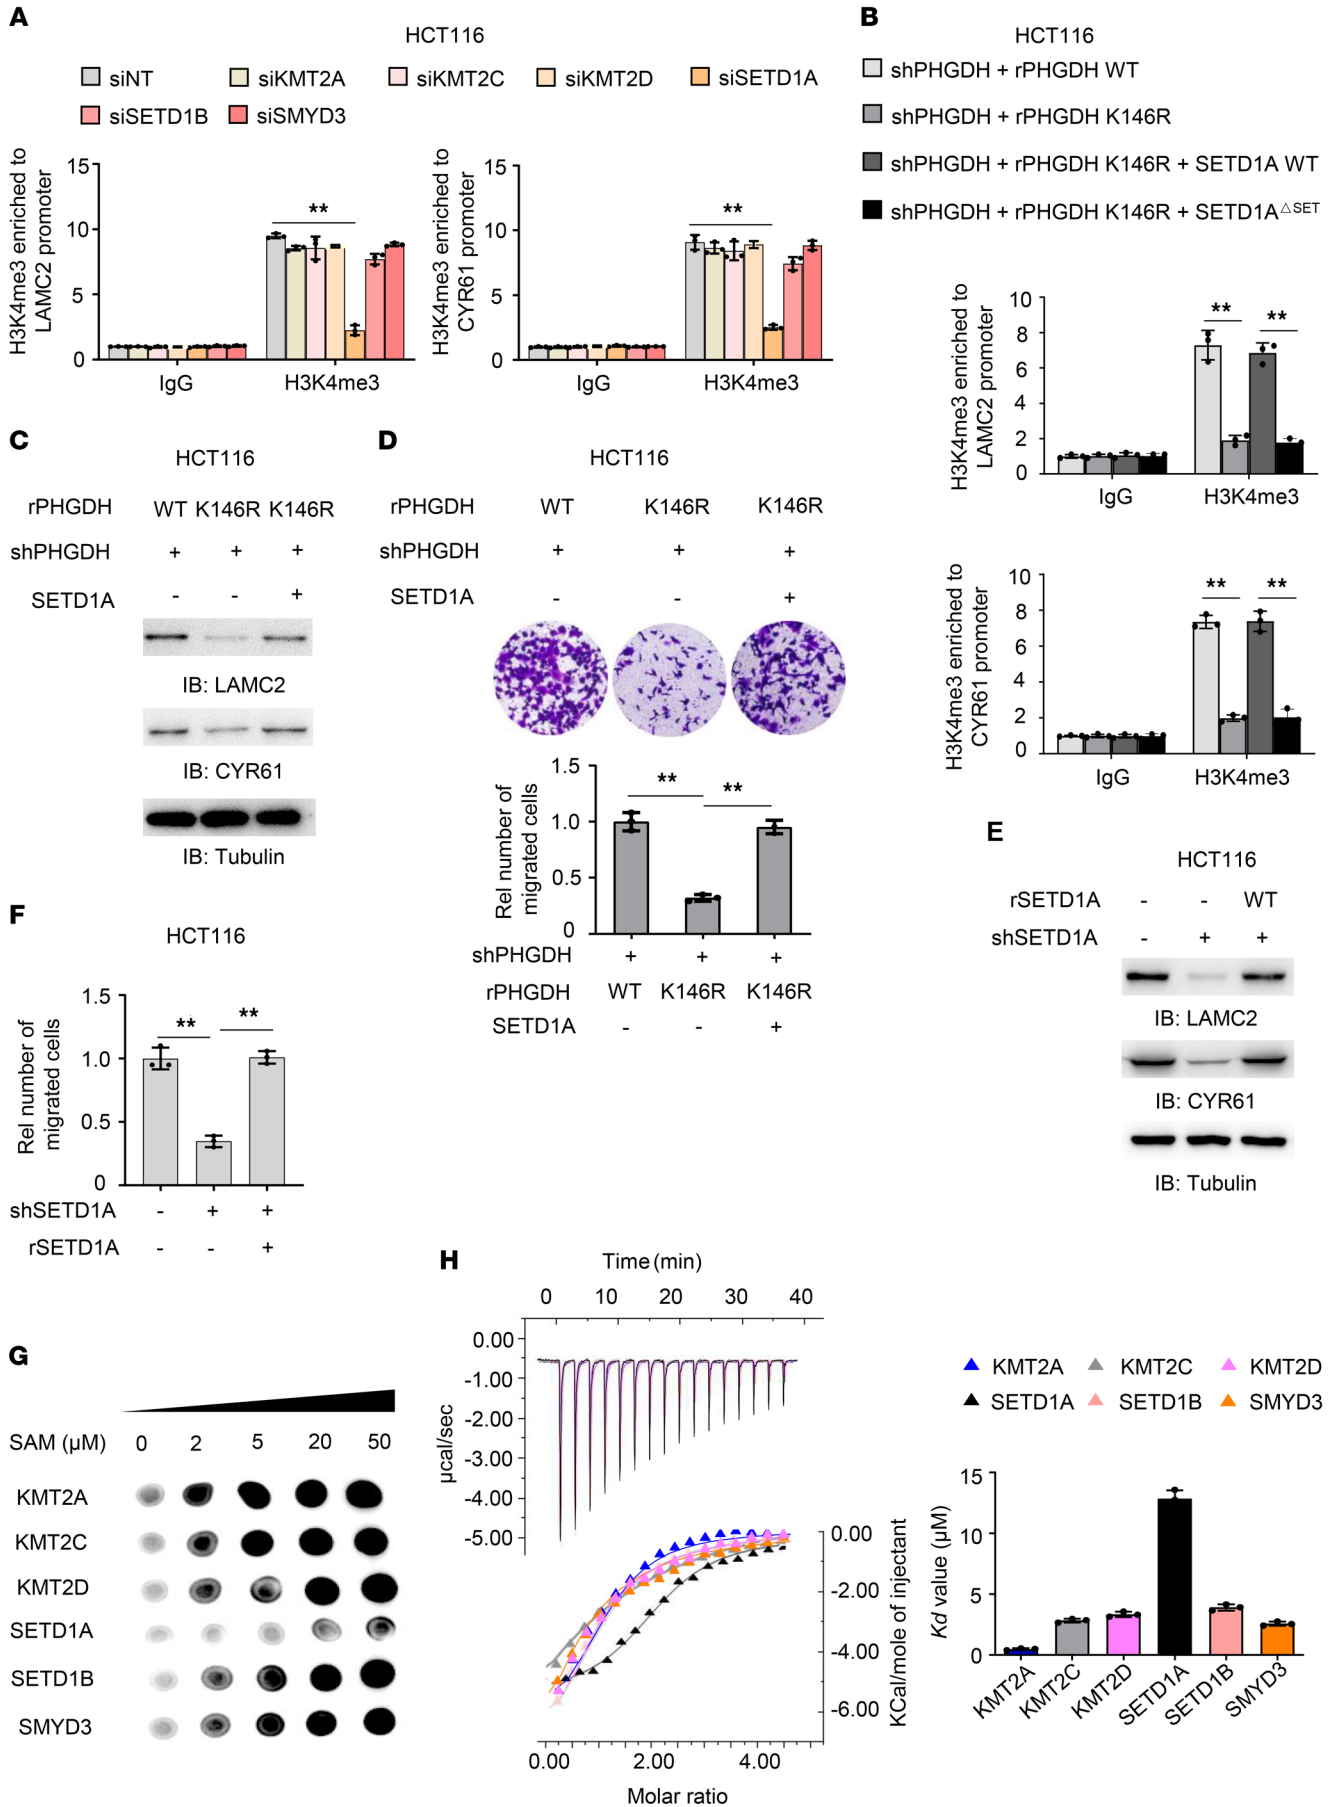 A
HCT116
siNT
siKMT2A
siKMT2C
siKMT2D
siSETD1A
siSETD1B
siSMYD3
H3K4me3 enriched to
LAMC2 promoter
15
10
5
0
**
IgG
H3K4me3
H3K4me3 enriched to
CYR61 promoter
15
10
5
0
**
IgG
H3K4me3
B
HCT116
shPHGDH + rPHGDH WT
shPHGDH + rPHGDH K146R
shPHGDH + rPHGDH K146R + SETD1A WT
shPHGDH + rPHGDH K146R + SETD1A△SET
H3K4me3 enriched to
LAMC2 promoter
10
8
6
4
2
0
**
**
IgG
H3K4me3
H3K4me3 enriched to
CYR61 promoter
10
8
6
4
2
0
**
**
IgG
H3K4me3
C
HCT116
rPHGDH WT K146R K146R
shPHGDH + + +
SETD1A - - +
IB: LAMC2
IB: CYR61
IB: Tubulin
D
HCT116
rPHGDH WT K146R K146R
shPHGDH + + +
SETD1A - - +
Rel number of
migrated cells
1.5
1.0
0.5
0
**
**
shPHGDH + + +
rPHGDH WT K146R K146R
SETD1A - - +
E
HCT116
rSETD1A - - WT
shSETD1A - + +
IB: LAMC2
IB: CYR61
IB: Tubulin
F
HCT116
Rel number of
migrated cells
1.5
1.0
0.5
0
**
**
shSETD1A - + +
rSETD1A - - +
G
SAM (μM) 0 2 5 20 50
KMT2A
KMT2C
KMT2D
SETD1A
SETD1B
SMYD3
H
Time (min)
0 10 20 30 40
μcal/sec
0.00
-1.00
-2.00
-3.00
-4.00
-5.00
0.00
-2.00
-4.00
-6.00
KCal/mole of injectant
0.00 2.00 4.00
Molar ratio
KMT2A KMT2C KMT2D
SETD1A SETD1B SMYD3
Kd value (μM)
15
10
5
0
KMT2A
KMT2C
KMT2D
SETD1A
SETD1B
SMYD3